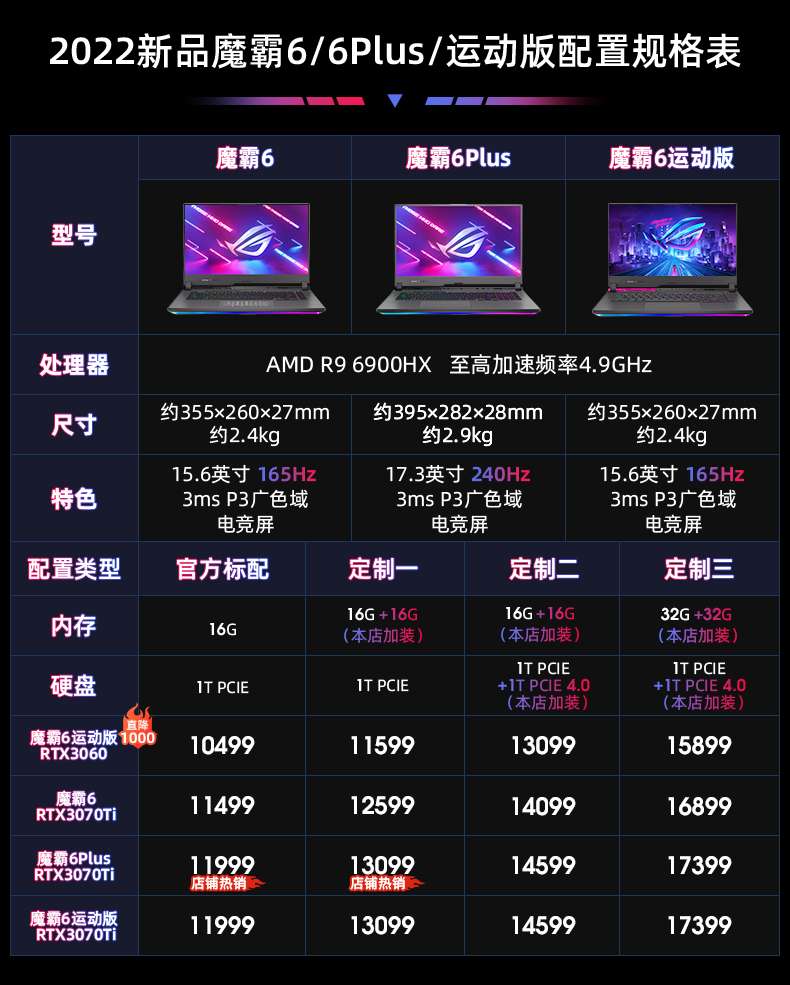 2022新品魔霸6/6Plus/运动版配置规格表
型号
魔霸6
魔霸6Plus
魔霸6运动版
处理器
AMD R9 6900HX 至高加速频率4.9GHz
尺寸
约355×260×27mm
约2.4kg
约395×282×28mm
约2.9kg
约355×260×27mm
约2.4kg
特色
15.6英寸 165Hz
3ms P3广色域
电竞屏
17.3英寸 240Hz
3ms P3广色域
电竞屏
15.6英寸 165Hz
3ms P3广色域
电竞屏
配置类型
官方标配
定制一
定制二
定制三
内存
16G
16G+16G
(本店加装)
16G+16G
(本店加装)
32G+32G
(本店加装)
硬盘
1T PCIE
1T PCIE
1T PCIE
+1T PCIE 4.0
(本店加装)
1T PCIE
+1T PCIE 4.0
(本店加装)
魔霸6运动版
RTX3060
直降
1000
10499
11599
13099
15899
魔霸6
RTX3070Ti
11499
12599
14099
16899
魔霸6Plus
RTX3070Ti
11999
店铺热销
13099
店铺热销
14599
17399
魔霸6运动版
RTX3070Ti
11999
13099
14599
17399